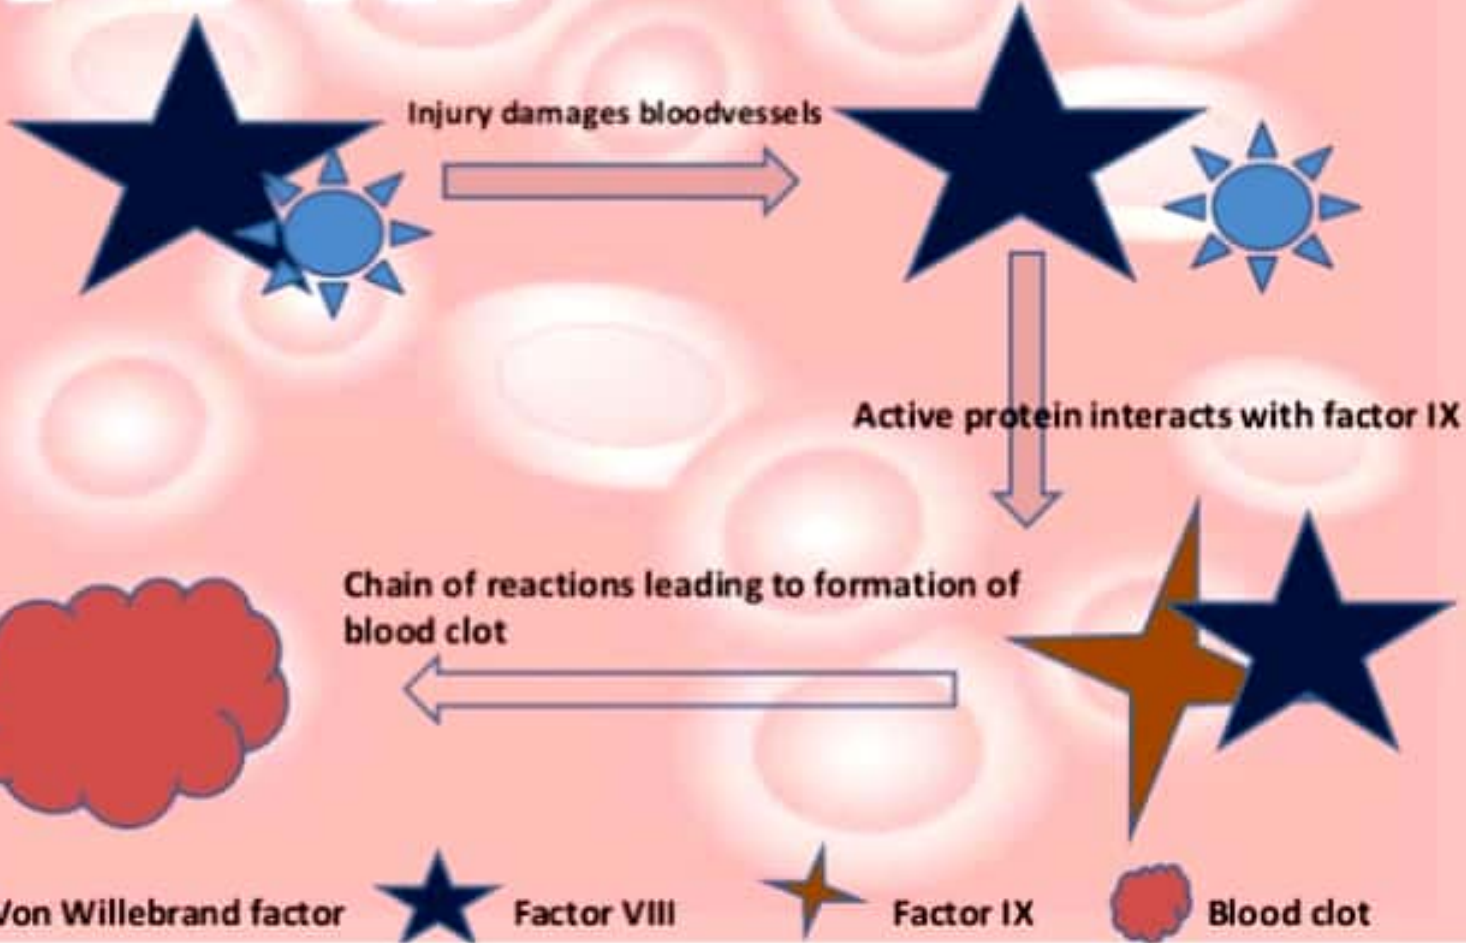 Injury damages bloodvessels
Active protein interacts with factor IX
Chain of reactions leading to formation of
blood clot
Von Willebrand factor
Factor VIII
Factor IX
Blood clot